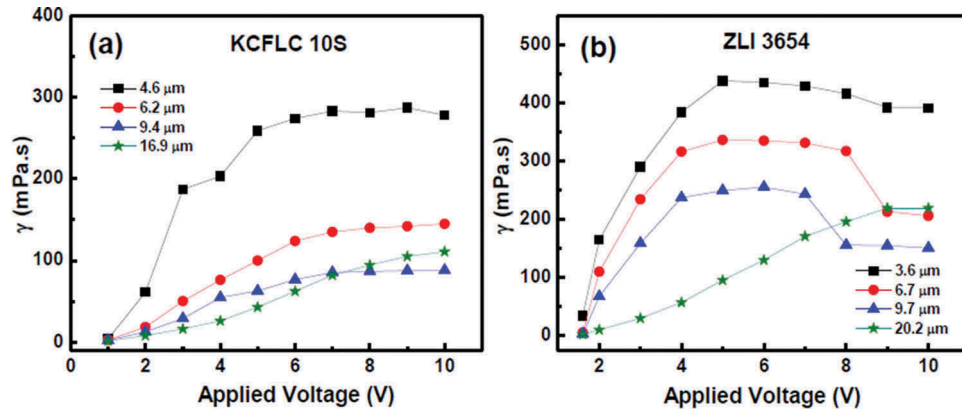 (a)
KCFLC 10S
4.6 μm
6.2 μm
9.4 μm
16.9 μm
γ (mPa.s)
400
300
200
100
0
0 2 4 6 8 10
Applied Voltage (V)
(b)
ZLI 3654
γ (mPa.s)
500
400
300
200
100
0
3.6 μm
6.7 μm
9.7 μm
20.2 μm
2 4 6 8 10
Applied Voltage (V)